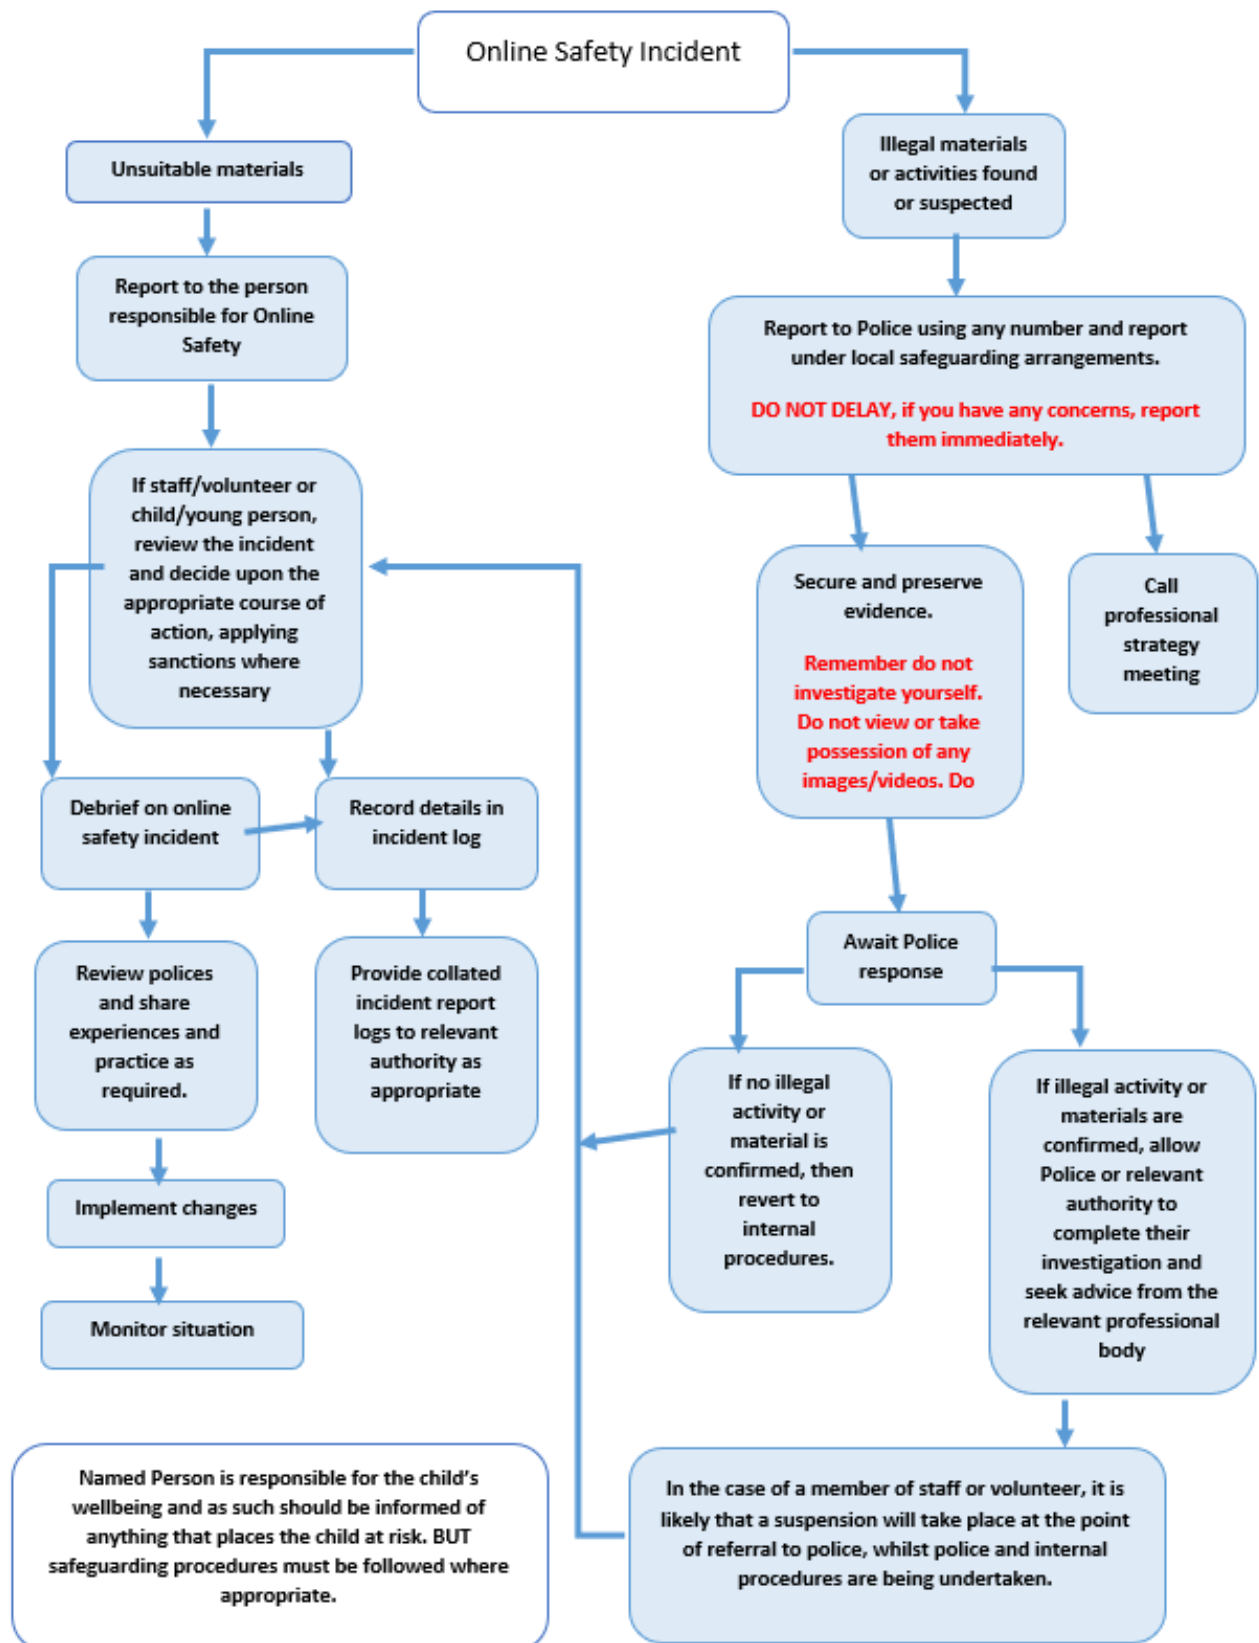 Online Safety Incident
Unsuitable materials
Report to the person
responsible for Online
Safety
If staff/volunteer or
child/young person,
review the incident
and decide upon the
appropriate course of
action, applying
sanctions where
necessary
Debrief on online
safety incident
Record details in
incident log
Review polices
and share
experiences and
practice as
required.
Provide collated
incident report
logs to relevant
authority as
appropriate
Implement changes
Monitor situation
Illegal materials
or activities found
or suspected
Report to Police using any number and report
under local safeguarding arrangements.
DO NOT DELAY, if you have any concerns, report
them immediately.
Secure and preserve
evidence.
Remember do not
investigate yourself.
Do not view or take
possession of any
images/videos. Do
Call
professional
strategy
meeting
Await Police
response
If no illegal
activity or
material is
confirmed, then
revert to
internal
procedures.
If illegal activity or
materials are
confirmed, allow
Police or relevant
authority to
complete their
investigation and
seek advice from the
relevant professional
body
In the case of a member of staff or volunteer, it is
likely that a suspension will take place at the point
of referral to police, whilst police and internal
procedures are being undertaken.
Named Person is responsible for the child’s
wellbeing and as such should be informed of
anything that places the child at risk. BUT
safeguarding procedures must be followed where
appropriate.